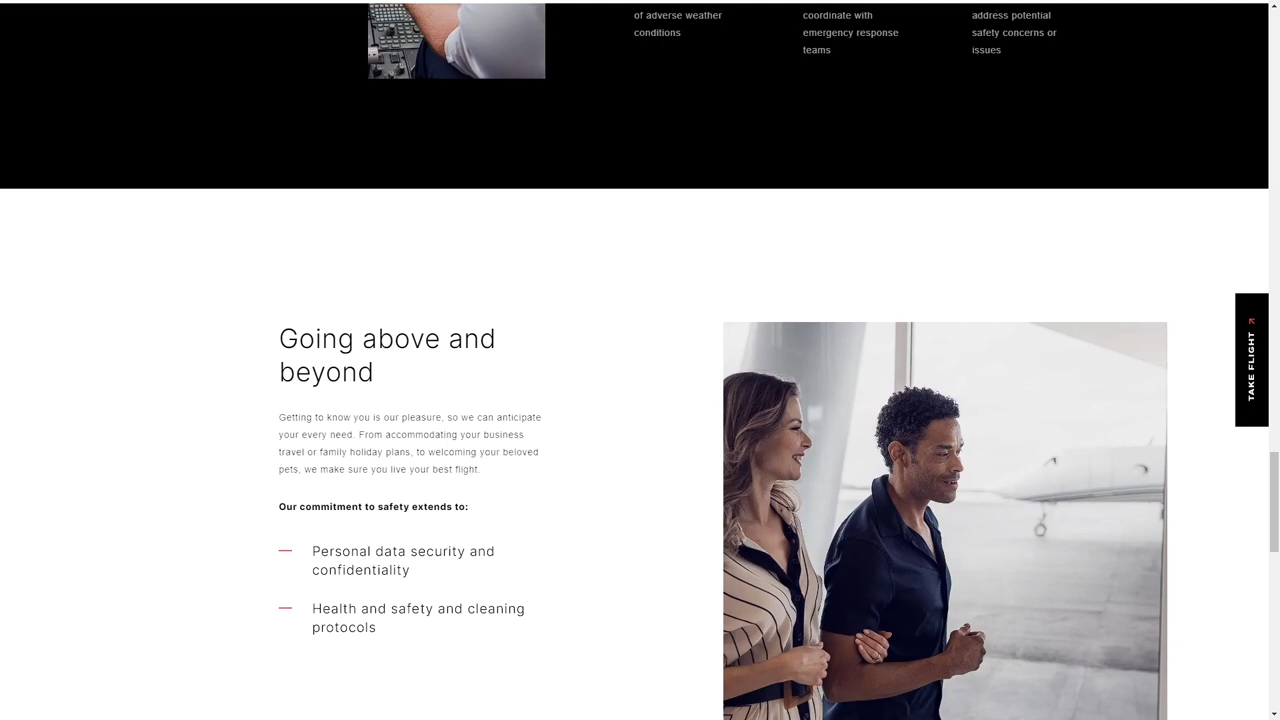 of adverse weather
conditions
coordinate with
emergency response
teams
address potential
safety concerns or
issues
TAKE FLIGHT
Going above and
beyond
Getting to know you is our pleasure, so we can anticipate
your every need. From accommodating your business
travel or family holiday plans, to welcoming your beloved
pets, we make sure you live your best flight.
Our commitment to safety extends to:
Personal data security and
confidentiality
Health and safety and cleaning
protocols